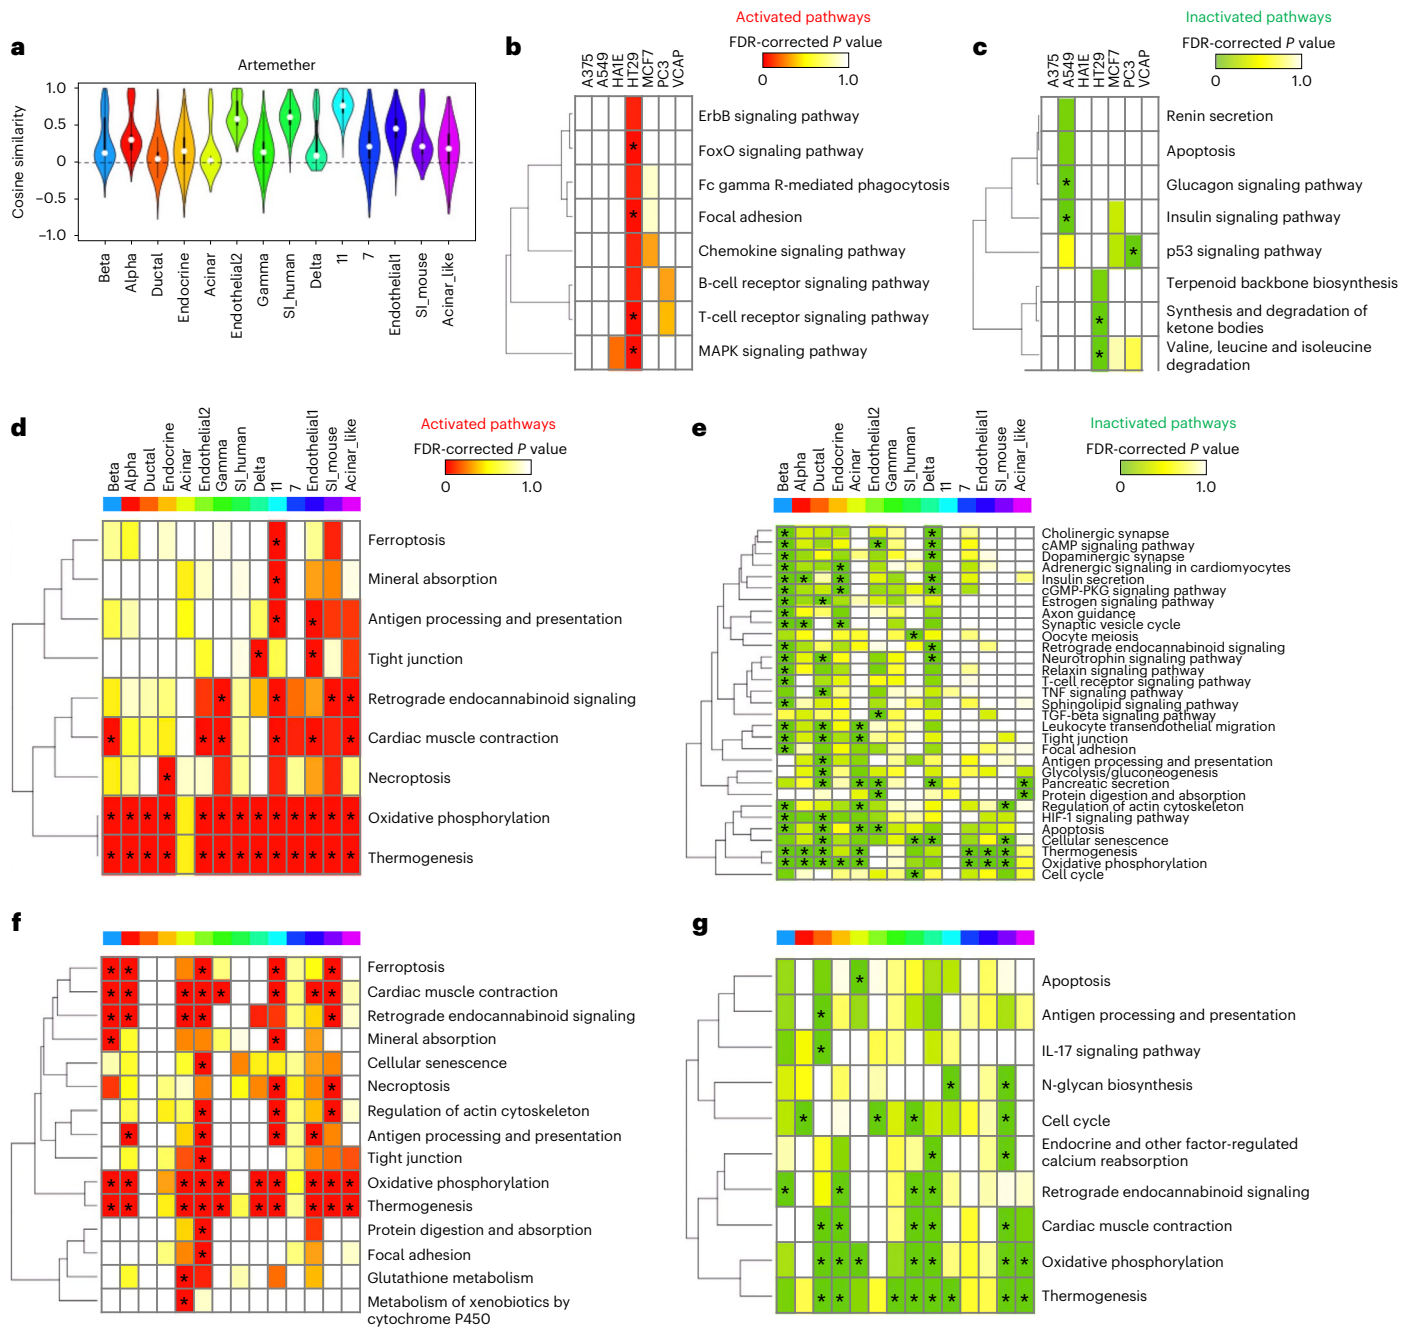 a
Artemether
Cosine similarity
1.0
0.5
0
−0.5
−1.0
Beta
Alpha
Ductal
Endocrine
Acinar
Endothelial2
Gamma
SI_human
Delta
11
7
Endothelial1
SI_mouse
Acinar_like
b
Activated pathways
FDR-corrected P value
0 1.0
A375
A549
HA1E
HT29
MCF7
PC3
VCAP
ErbB signaling pathway
FoxO signaling pathway
Fc gamma R-mediated phagocytosis
Focal adhesion
Chemokine signaling pathway
B-cell receptor signaling pathway
T-cell receptor signaling pathway
MAPK signaling pathway
c
Inactivated pathways
FDR-corrected P value
0 1.0
A375
A549
HA1E
HT29
MCF7
PC3
VCAP
Renin secretion
Apoptosis
Glucagon signaling pathway
Insulin signaling pathway
p53 signaling pathway
Terpenoid backbone biosynthesis
Synthesis and degradation of
ketone bodies
Valine, leucine and isoleucine
degradation
d
Beta
Alpha
Ductal
Endocrine
Acinar
Endothelial2
Gamma
SI_human
Delta
11
7
Endothelial1
SI_mouse
Acinar_like
Activated pathways
FDR-corrected P value
0 1.0
Ferroptosis
Mineral absorption
Antigen processing and presentation
Tight junction
Retrograde endocannabinoid signaling
Cardiac muscle contraction
Necroptosis
Oxidative phosphorylation
Thermogenesis
e
Beta
Alpha
Ductal
Endocrine
Acinar
Endothelial2
Gamma
SI_human
Delta
11
7
Endothelial1
SI_mouse
Acinar_like
Inactivated pathways
FDR-corrected P value
0 1.0
Cholinergic synapse
cAMP signaling pathway
Dopaminergic synapse
Adrenergic signaling in cardiomyocytes
Insulin secretion
cGMP-PKG signaling pathway
Estrogen signaling pathway
Axon guidance
Synaptic vesicle cycle
Oocyte meiosis
Retrograde endocannabinoid signaling
Neurotrophin signaling pathway
Relaxin signaling pathway
T-cell receptor signaling pathway
TNF signaling pathway
Sphingolipid signaling pathway
TGF-beta signaling pathway
Leukocyte transendothelial migration
Tight junction
Focal adhesion
Antigen processing and presentation
Glycolysis/gluconeogenesis
Pancreatic secretion
Protein digestion and absorption
Regulation of actin cytoskeleton
HIF-1 signaling pathway
Apoptosis
Cellular senescence
Thermogenesis
Oxidative phosphorylation
Cell cycle
f
Ferroptosis
Cardiac muscle contraction
Retrograde endocannabinoid signaling
Mineral absorption
Cellular senescence
Necroptosis
Regulation of actin cytoskeleton
Antigen processing and presentation
Tight junction
Oxidative phosphorylation
Thermogenesis
Protein digestion and absorption
Focal adhesion
Glutathione metabolism
Metabolism of xenobiotics by
cytochrome P450
g
Apoptosis
Antigen processing and presentation
IL-17 signaling pathway
N-glycan biosynthesis
Cell cycle
Endocrine and other factor-regulated
calcium reabsorption
Retrograde endocannabinoid signaling
Cardiac muscle contraction
Oxidative phosphorylation
Thermogenesis